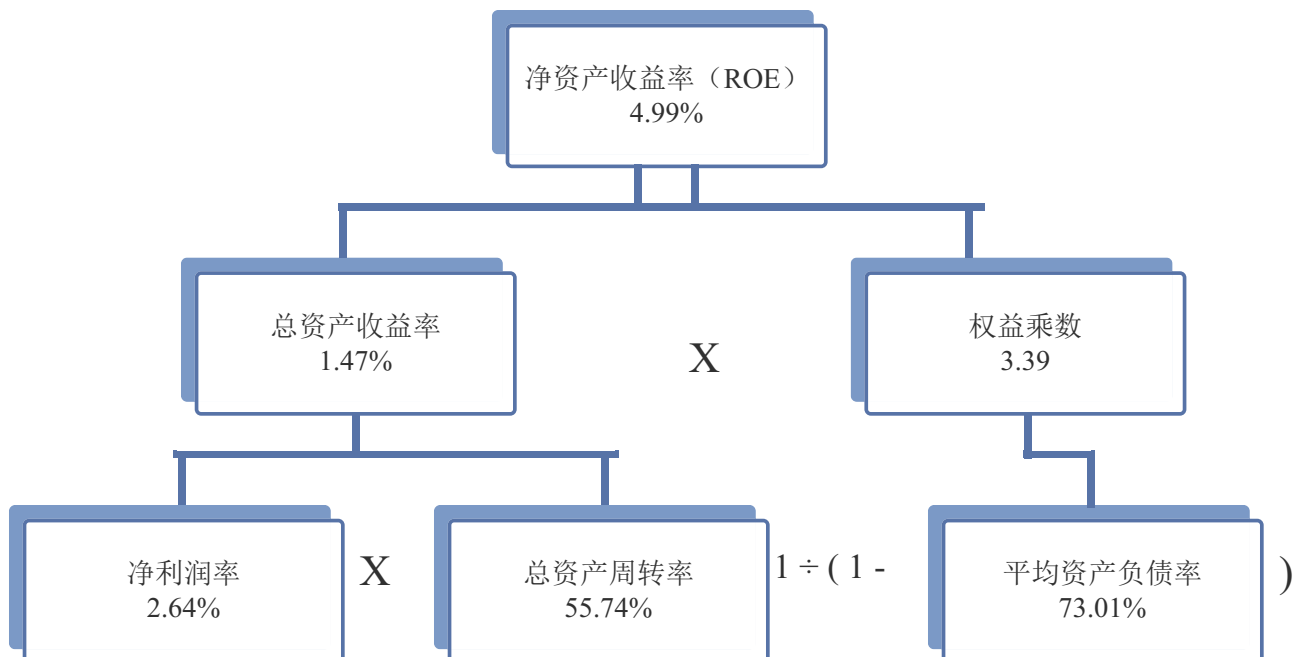 净资产收益率（ROE）
4.99%
总资产收益率
1.47%
X
权益乘数
3.39
净利润率
2.64%
X
总资产周转率
55.74%
1 ÷ ( 1 -
平均资产负债率
73.01%
)